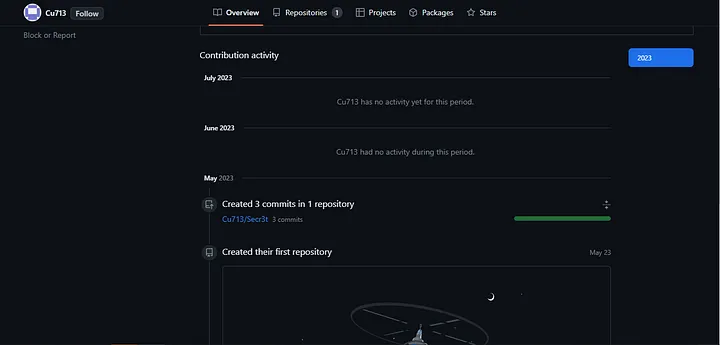 Cu713 Follow Overview Repositories 1 Projects Packages Stars
Block or Report
Contribution activity 2023
July 2023
Cu713 has no activity yet for this period.
June 2023
Cu713 had no activity during this period.
May 2023
Created 3 commits in 1 repository
Cu713/Secr3t 3 commits
Created their first repository May 23